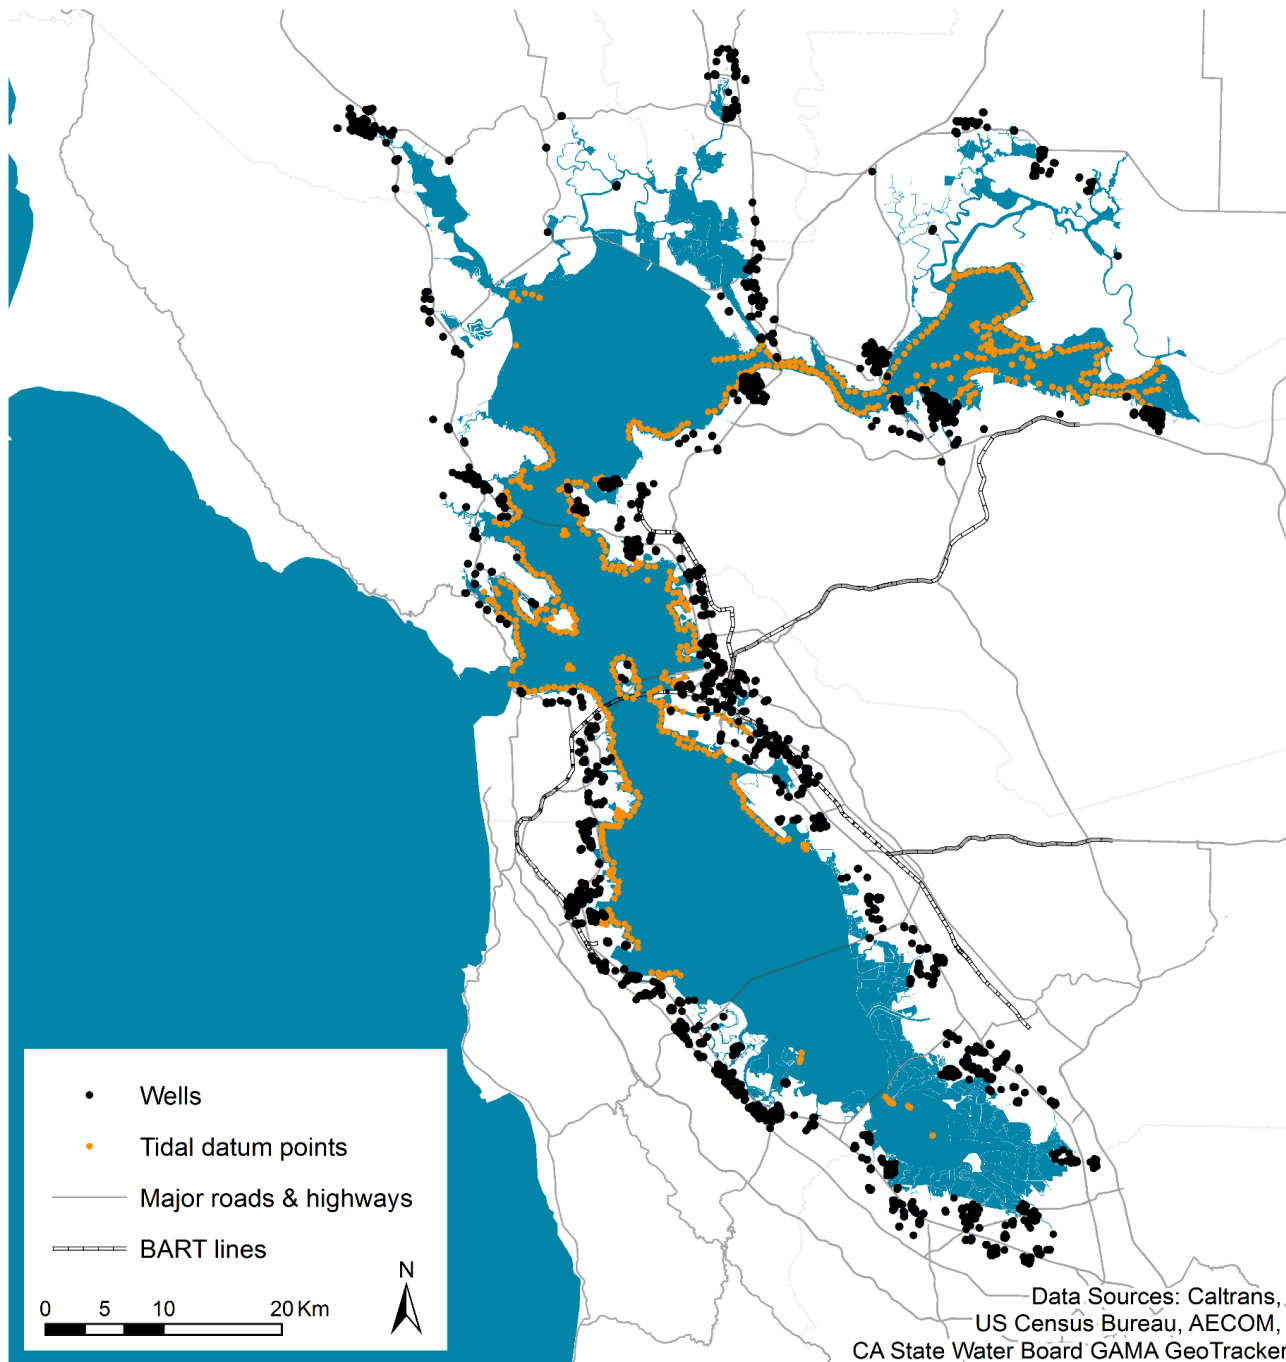 Wells
Tidal datum points
Major roads & highways
BART lines
N
0 5 10 20 Km
Data Sources: Caltrans,
US Census Bureau, AECOM,
CA State Water Board GAMA GeoTracker